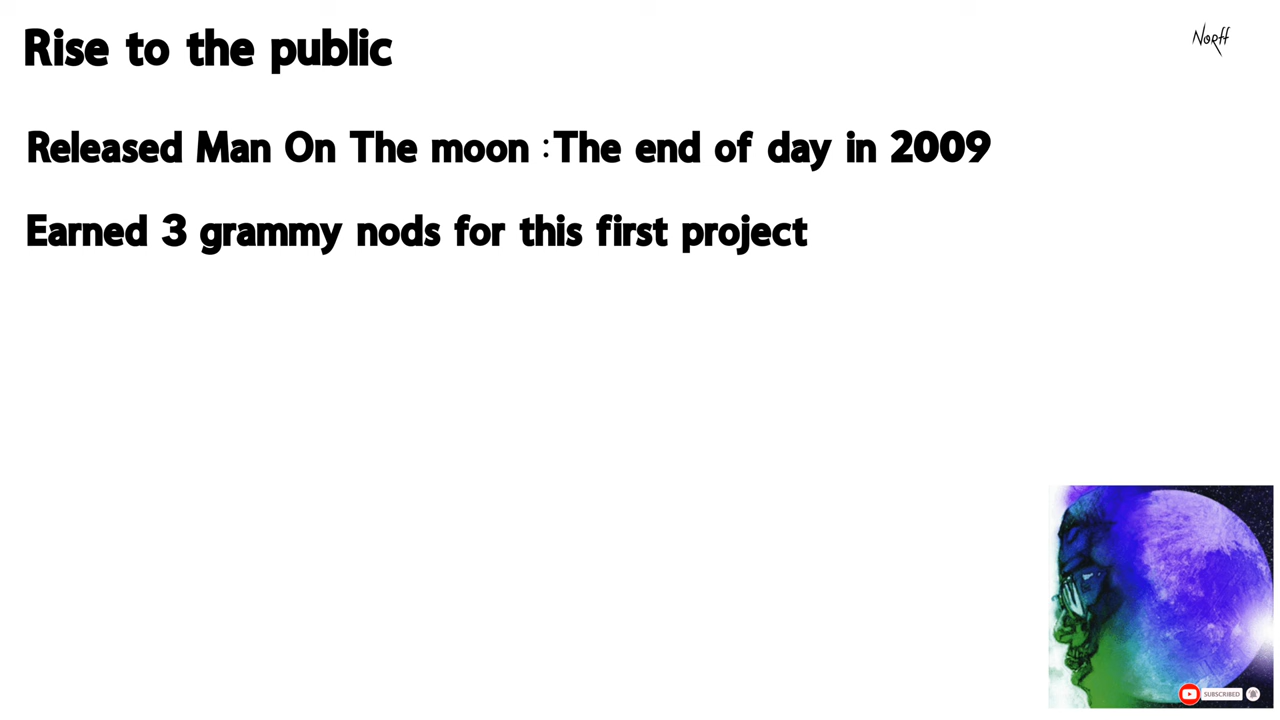 Rise to the public
Norff
Released Man On The moon :The end of day in 2009
Earned 3 grammy nods for this first project
SUBSCRIBED